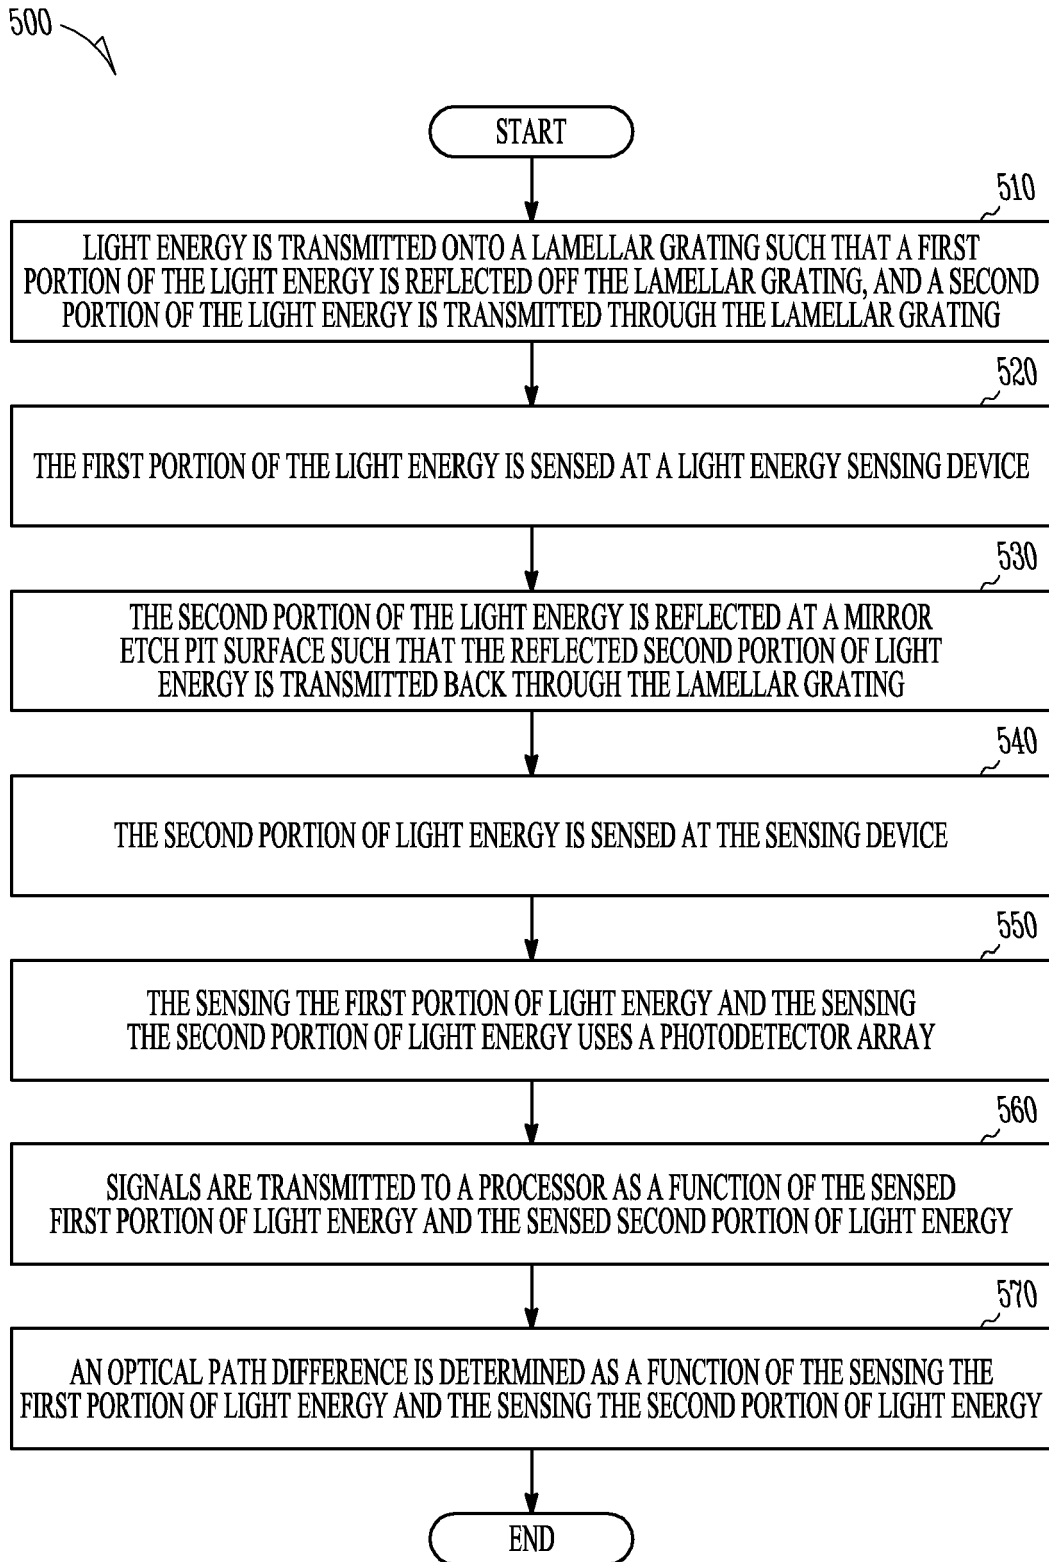 500
START
510
LIGHT ENERGY IS TRANSMITTED ONTO A LAMELLAR GRATING SUCH THAT A FIRST
PORTION OF THE LIGHT ENERGY IS REFLECTED OFF THE LAMELLAR GRATING, AND A SECOND
PORTION OF THE LIGHT ENERGY IS TRANSMITTED THROUGH THE LAMELLAR GRATING
520
THE FIRST PORTION OF THE LIGHT ENERGY IS SENSED AT A LIGHT ENERGY SENSING DEVICE
530
THE SECOND PORTION OF THE LIGHT ENERGY IS REFLECTED AT A MIRROR
ETCH PIT SURFACE SUCH THAT THE REFLECTED SECOND PORTION OF LIGHT
ENERGY IS TRANSMITTED BACK THROUGH THE LAMELLAR GRATING
540
THE SECOND PORTION OF LIGHT ENERGY IS SENSED AT THE SENSING DEVICE
550
THE SENSING THE FIRST PORTION OF LIGHT ENERGY AND THE SENSING
THE SECOND PORTION OF LIGHT ENERGY USES A PHOTODETECTOR ARRAY
560
SIGNALS ARE TRANSMITTED TO A PROCESSOR AS A FUNCTION OF THE SENSED
FIRST PORTION OF LIGHT ENERGY AND THE SENSED SECOND PORTION OF LIGHT ENERGY
570
AN OPTICAL PATH DIFFERENCE IS DETERMINED AS A FUNCTION OF THE SENSING THE
FIRST PORTION OF LIGHT ENERGY AND THE SENSING THE SECOND PORTION OF LIGHT ENERGY
END